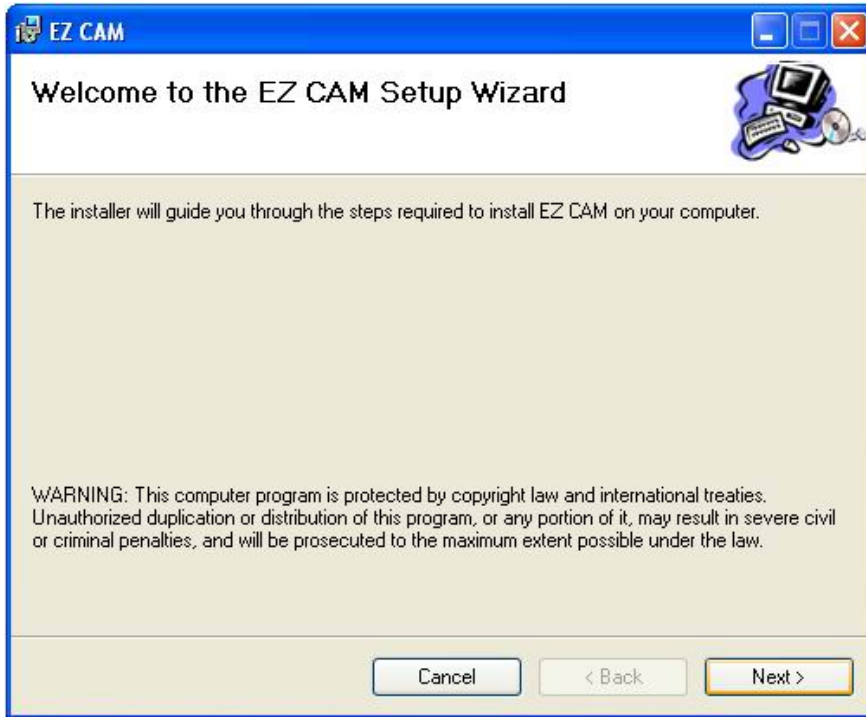 EZ CAM
Welcome to the EZ CAM Setup Wizard
The installer will guide you through the steps required to install EZ CAM on your computer.
WARNING: This computer program is protected by copyright law and international treaties.
Unauthorized duplication or distribution of this program, or any portion of it, may result in severe civil
or criminal penalties, and will be prosecuted to the maximum extent possible under the law.
Cancel
< Back
Next >